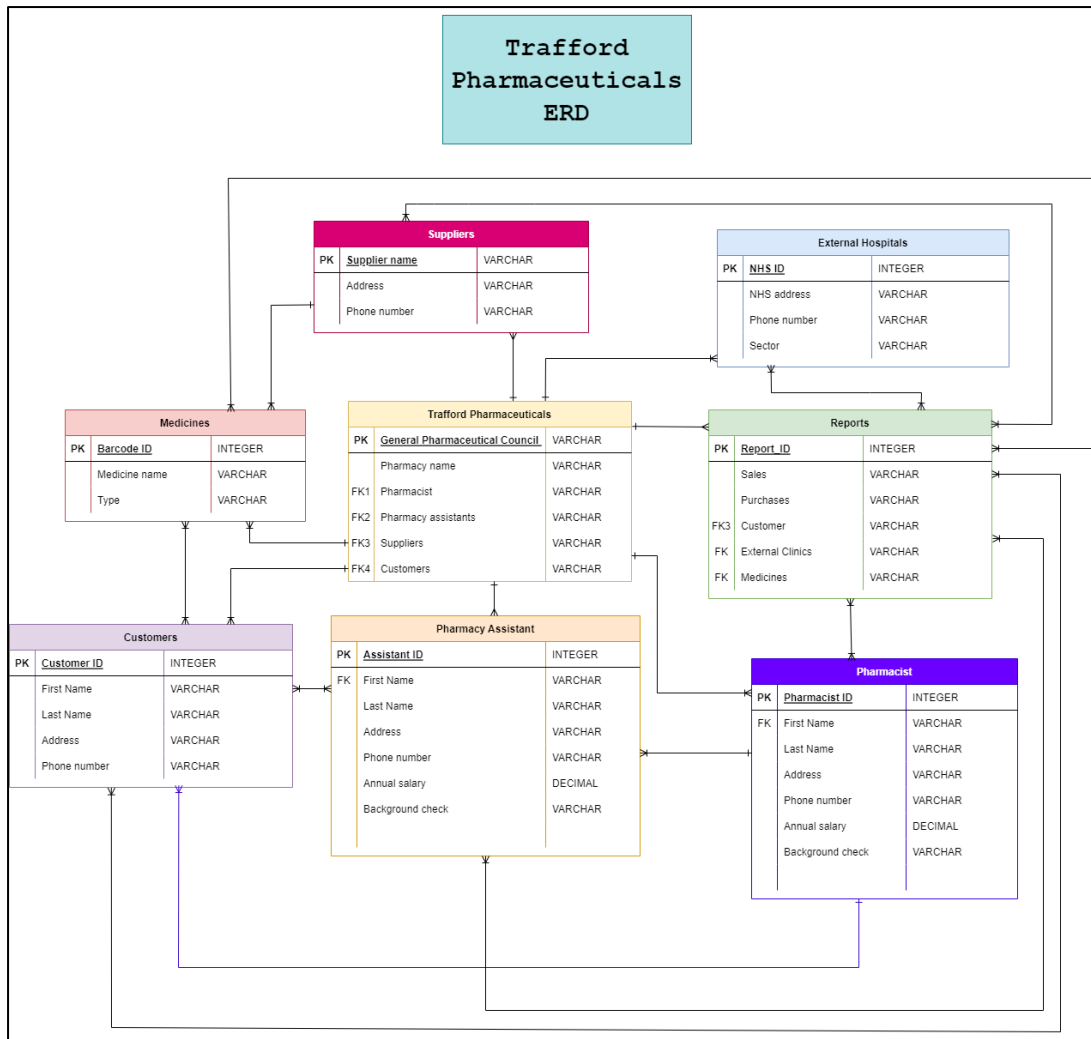 Trafford
Pharmaceuticals
ERD
Suppliers
PK Supplier name VARCHAR
Address VARCHAR
Phone number VARCHAR
External Hospitals
PK NHS ID INTEGER
NHS address VARCHAR
Phone number VARCHAR
Sector VARCHAR
Medicines
PK Barcode ID INTEGER
Medicine name VARCHAR
Type VARCHAR
Trafford Pharmaceuticals
PK General Pharmaceutical Council VARCHAR
Pharmacy name VARCHAR
FK1 Pharmacist VARCHAR
FK2 Pharmacy assistants VARCHAR
FK3 Suppliers VARCHAR
FK4 Customers VARCHAR
Reports
PK Report_ID INTEGER
Sales VARCHAR
Purchases VARCHAR
FK3 Customer VARCHAR
FK External Clinics VARCHAR
FK Medicines VARCHAR
Customers
PK Customer ID INTEGER
First Name VARCHAR
Last Name VARCHAR
Address VARCHAR
Phone number VARCHAR
Pharmacy Assistant
PK Assistant ID INTEGER
FK First Name VARCHAR
Last Name VARCHAR
Address VARCHAR
Phone number VARCHAR
Annual salary DECIMAL
Background check VARCHAR
Pharmacist
PK Pharmacist ID INTEGER
FK First Name VARCHAR
Last Name VARCHAR
Address VARCHAR
Phone number VARCHAR
Annual salary DECIMAL
Background check VARCHAR